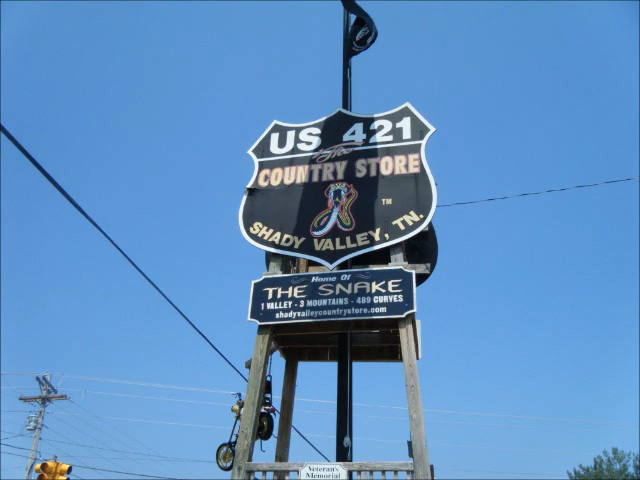 US 421
The
COUNTRY STORE
TM
SHADY VALLEY, TN.
Home Of
THE SNAKE
1 VALLEY - 3 MOUNTAINS - 489 CURVES
shadyvalleycountrystore.com
Veteran's
Memorial